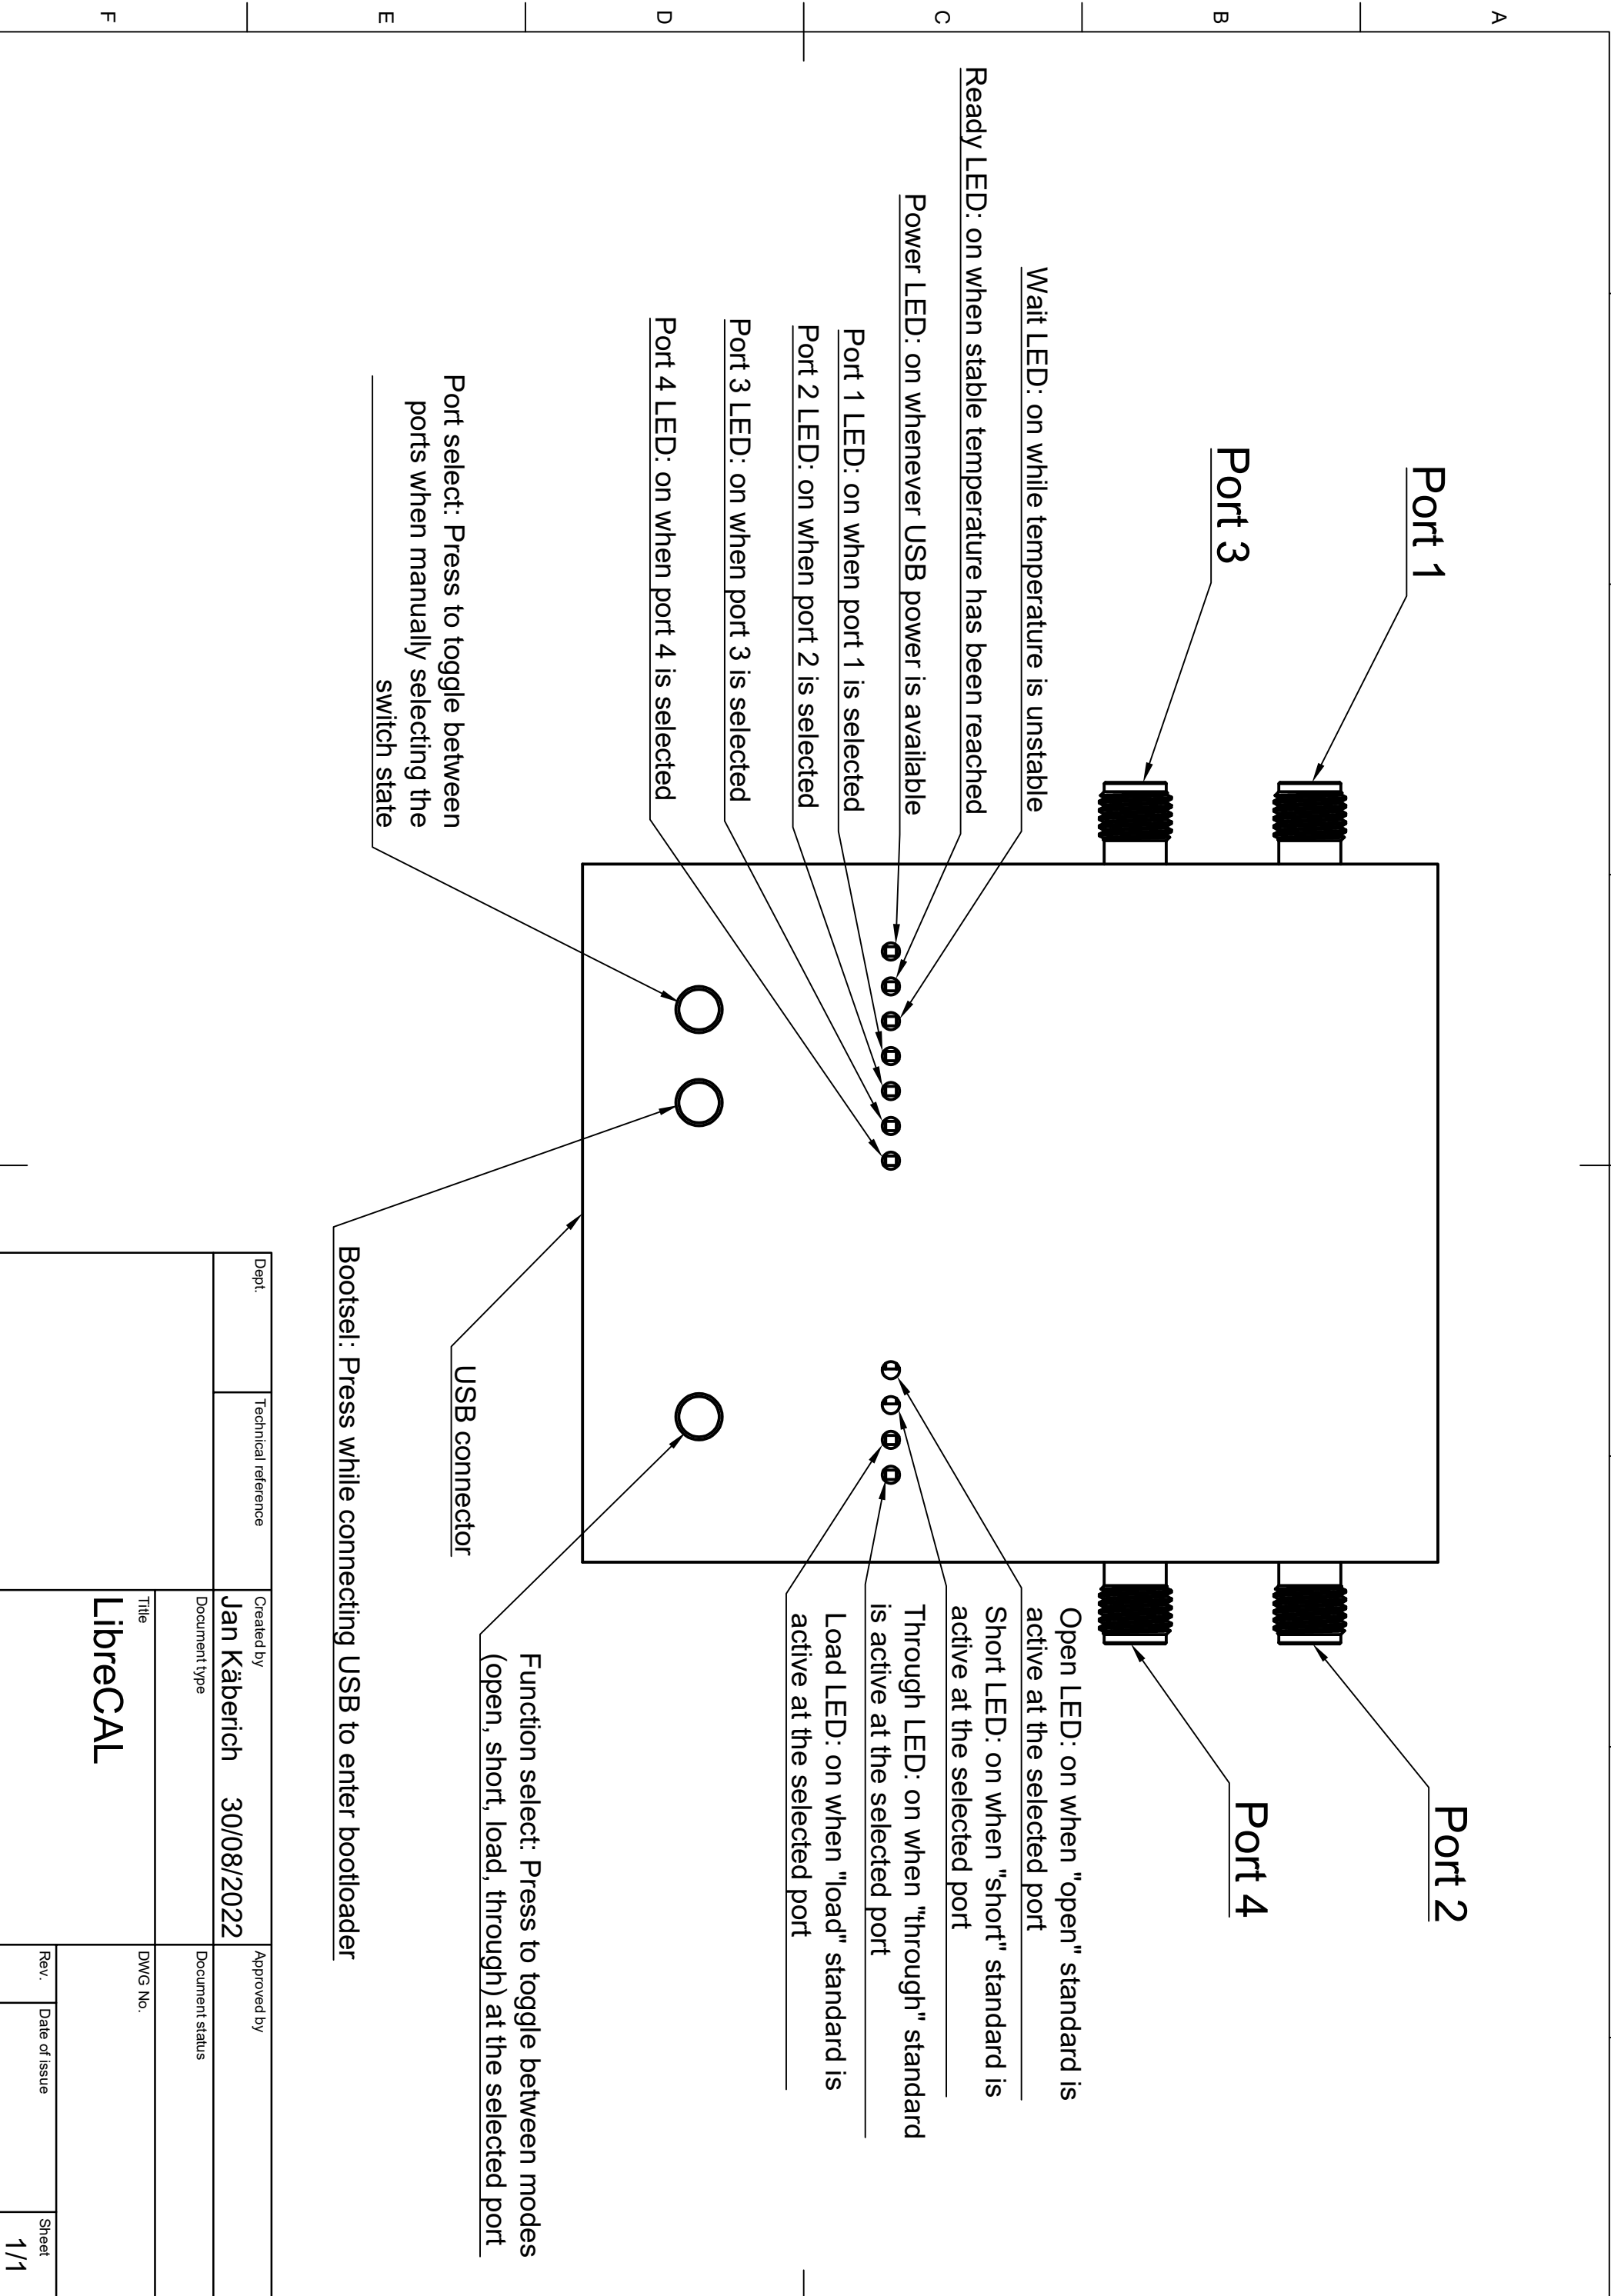 A
B
C
D
E
F
Port 1
Port 3
Wait LED: on while temperature is unstable
Ready LED: on when stable temperature has been reached
Power LED: on whenever USB power is available
Port 1 LED: on when port 1 is selected
Port 2 LED: on when port 2 is selected
Port 3 LED: on when port 3 is selected
Port 4 LED: on when port 4 is selected
Port select: Press to toggle between
ports when manually selecting the
switch state
Port 2
Port 4
Open LED: on when "open" standard is
active at the selected port
Short LED: on when "short" standard is
active at the selected port
Through LED: on when "through" standard
is active at the selected port
Load LED: on when "load" standard is
active at the selected port
Function select: Press to toggle between modes
(open, short, load, through) at the selected port
USB connector
Bootsel: Press while connecting USB to enter bootloader
Dept.
Technical reference
Created by
Approved by
Jan Käberich 30/08/2022
Document type
Document status
Title
DWG No.
LibreCAL
Rev.
Date of issue
Sheet
1/1